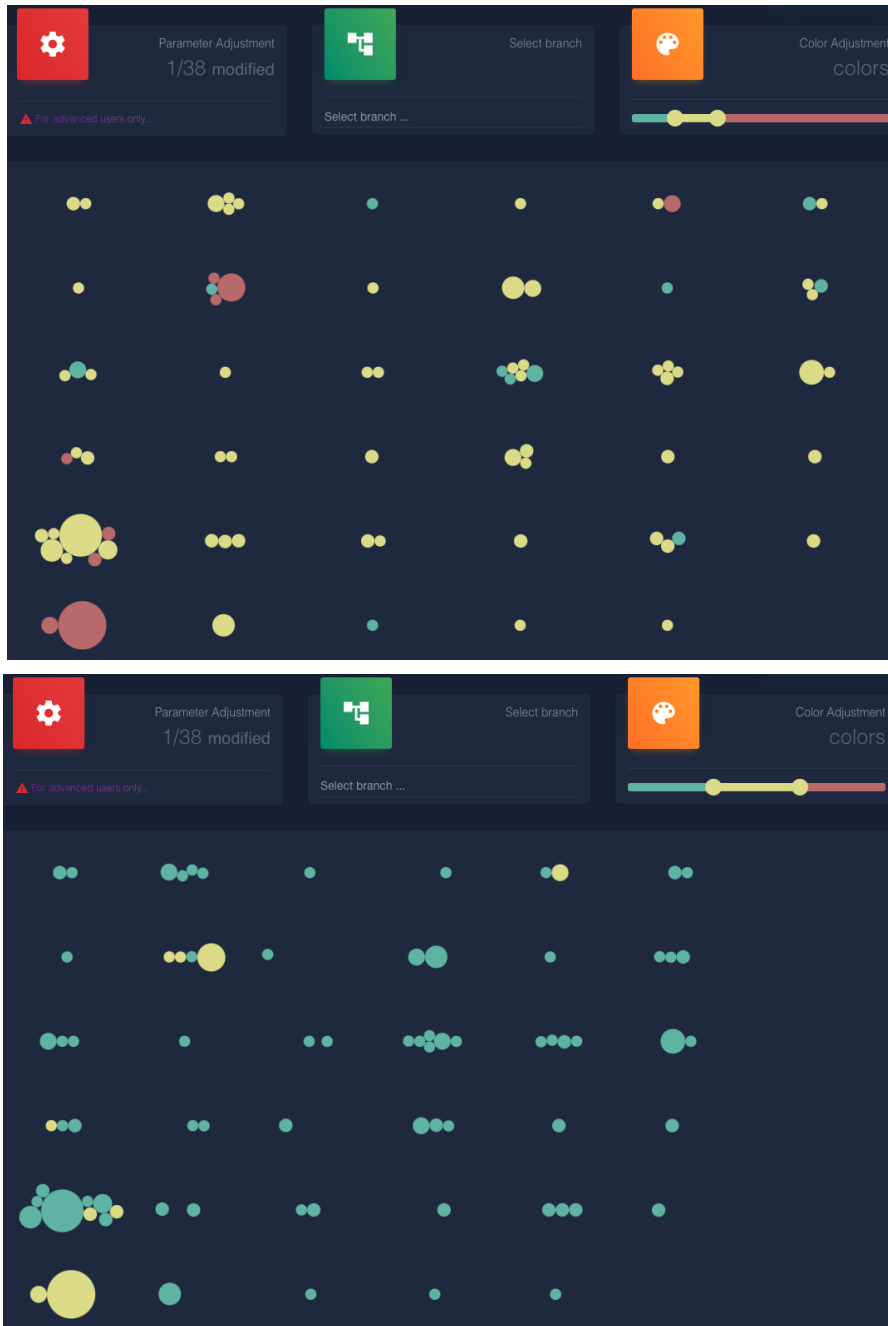 Parameter Adjustment
1/38 modified
For advanced users only...
Select branch
Select branch ...
Color Adjustment
colors
Parameter Adjustment
1/38 modified
For advanced users only...
Select branch
Select branch ...
Color Adjustment
colors